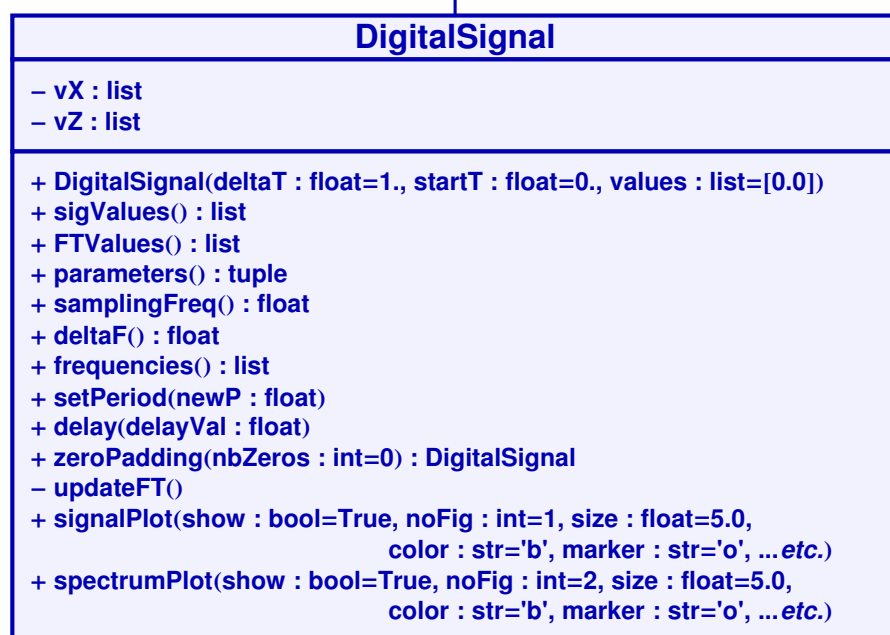 DigitalSignal
– vX : list
– vZ : list
+ DigitalSignal(deltaT : float=1., startT : float=0., values : list=[0.0])
+ sigValues() : list
+ FTValues() : list
+ parameters() : tuple
+ samplingFreq() : float
+ deltaF() : float
+ frequencies() : list
+ setPeriod(newP : float)
+ delay(delayVal : float)
+ zeroPadding(nbZeros : int=0) : DigitalSignal
– updateFT()
+ signalPlot(show : bool=True, noFig : int=1, size : float=5.0,
color : str='b', marker : str='o', ...etc.)
+ spectrumPlot(show : bool=True, noFig : int=2, size : float=5.0,
color : str='b', marker : str='o', ...etc.)